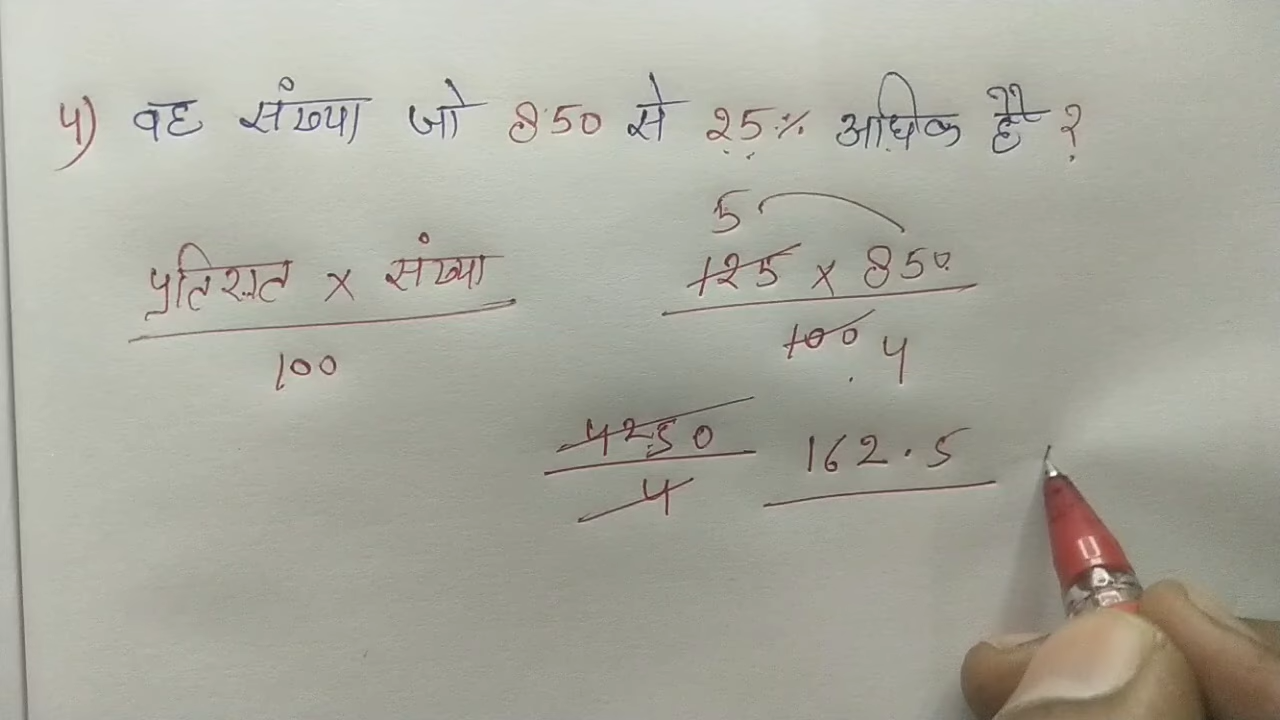 4) वह संख्या जो 850 से 25% अधिक है ?
प्रतिशत x संख्या
100
5
125 x 850
100 4
4250
4
162.5